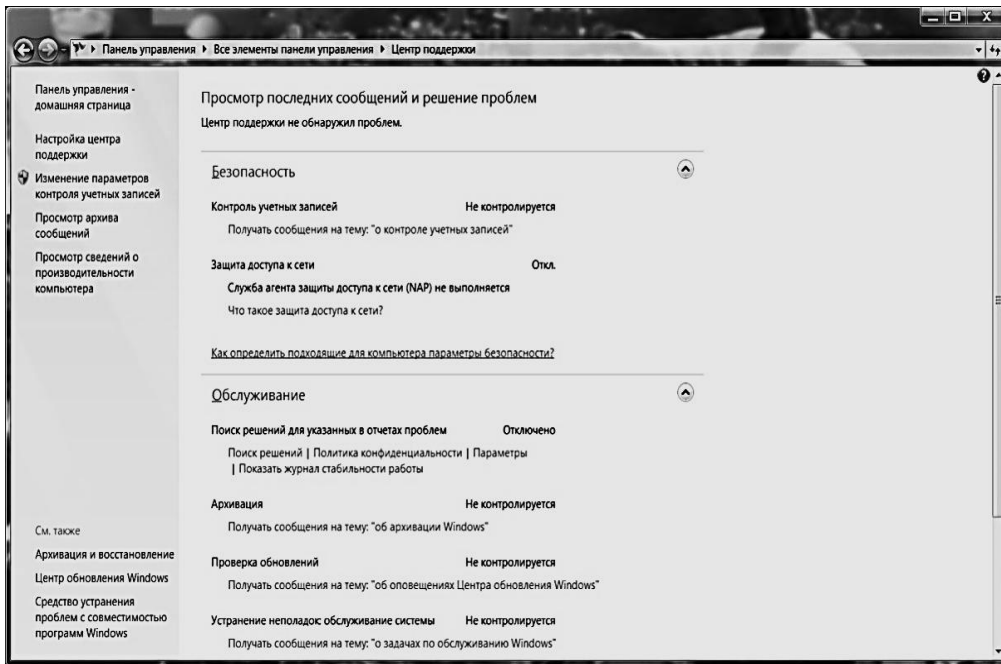 Панель управления ▸ Все элементы панели управления ▸ Центр поддержки
Панель управления -
домашняя страница
Настройка центра
поддержки
Изменение параметров
контроля учетных записей
Просмотр архива
сообщений
Просмотр сведений о
производительности
компьютера
См. также
Архивация и восстановление
Центр обновления Windows
Средство устранения
проблем с совместимостью
программ Windows
Просмотр последних сообщений и решение проблем
Центр поддержки не обнаружил проблем.
Безопасность
Контроль учетных записей Не контролируется
Получать сообщения на тему: "о контроле учетных записей"
Защита доступа к сети Откл.
Служба агента защиты доступа к сети (NAP) не выполняется
Что такое защита доступа к сети?
Как определить подходящие для компьютера параметры безопасности?
Обслуживание
Поиск решений для указанных в отчетах проблем Отключено
Поиск решений | Политика конфиденциальности | Параметры
| Показать журнал стабильности работы
Архивация Не контролируется
Получать сообщения на тему: "об архивации Windows"
Проверка обновлений Не контролируется
Получать сообщения на тему: "об оповещениях Центра обновления Windows"
Устранение неполадок: обслуживание системы Не контролируется
Получать сообщения на тему: "о задачах по обслуживанию Windows"